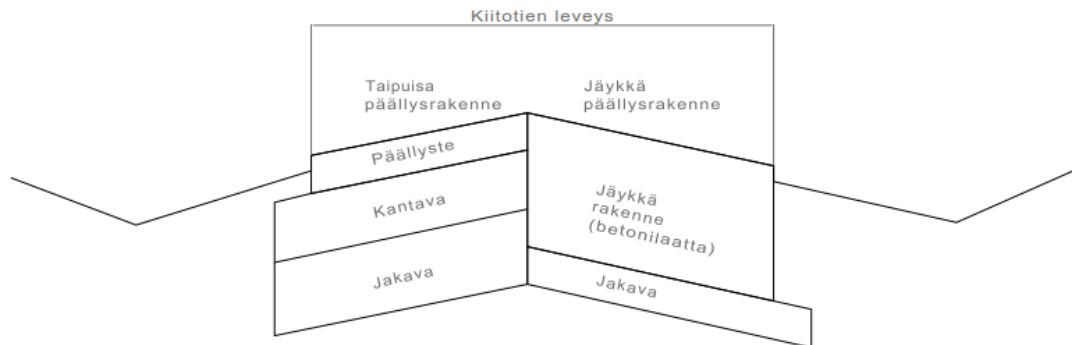 Kiitotien leveys
Taipuisa
päällysrakenne
Jäykkä
päällysrakenne
Päällyste
Kantava
Jakava
Jäykkä
rakenne
(betonilaatta)
Jakava